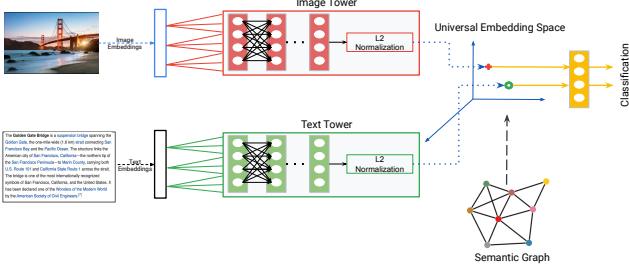 Image Tower
Universal Embedding Space
Image
Embeddings
L2
Normalization
Classification
The Golden Gate Bridge is a suspension bridge spanning the
Golden Gate, the one-mile-wide (1.6 km) strait connecting San
Francisco Bay and the Pacific Ocean. The structure links the
American city of San Francisco, California—the northern tip of
the San Francisco Peninsula—to Marin County, carrying both
U.S. Route 101 and California State Route 1 across the strait.
The bridge is one of the most internationally recognized
symbols of San Francisco, California, and the United States. It
has been declared one of the Wonders of the Modern World
by the American Society of Civil Engineers.[7]
Text
Embeddings
Text Tower
L2
Normalization
Semantic Graph